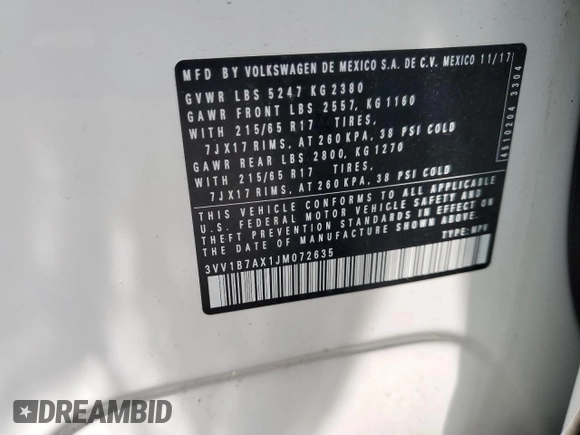 MFD BY VOLKSWAGEN DE MEXICO S.A. DE C.V. MEXICO 11/17
GVWR LBS 5247 KG 2380
GAWR FRONT LBS 2557, KG 1160
WITH 215/65 R17 TIRES,
7JX17 RIMS, AT 260 KPA, 38 PSI COLD
GAWR REAR LBS 2800, KG 1270
WITH 215/65 R17 TIRES,
7JX17 RIMS, AT 260 KPA, 38 PSI COLD
THIS VEHICLE CONFORMS TO ALL APPLICABLE
U.S. FEDERAL MOTOR VEHICLE SAFETY AND
THEFT PREVENTION STANDARDS IN EFFECT ON
THE DATE OF MANUFACTURE SHOWN ABOVE.
3VV1B7AX1JM072635 TYPE: MPV
4510204 3304
DREAMBID